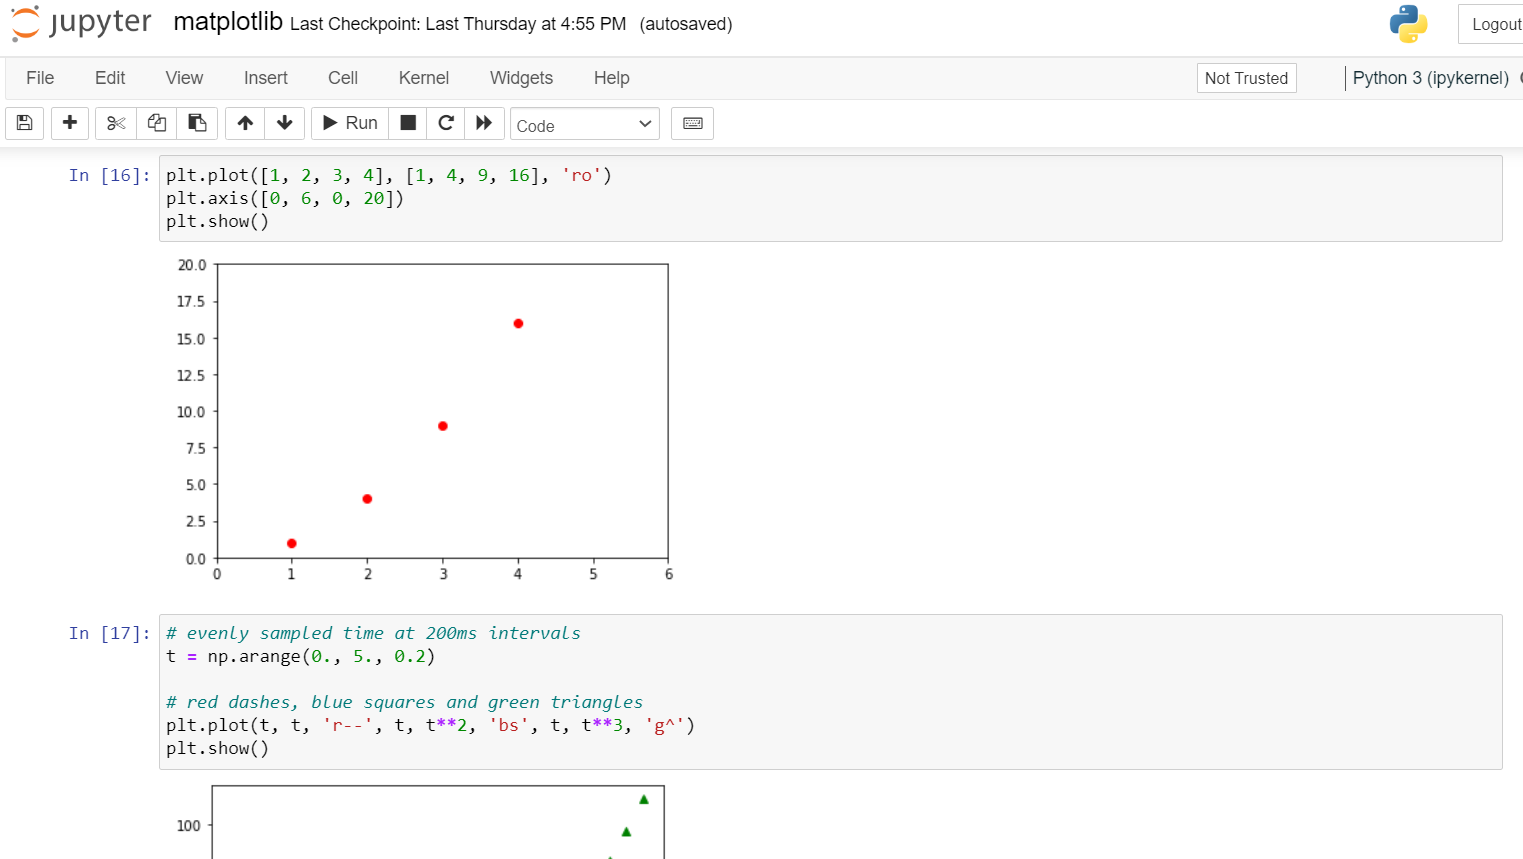 jupyter matplotlib Last Checkpoint: Last Thursday at 4:55 PM (autosaved)
Logout
File Edit View Insert Cell Kernel Widgets Help
Not Trusted
Python 3 (ipykernel)
Run
Code
In [16]:
plt.plot([1, 2, 3, 4], [1, 4, 9, 16], 'ro')
plt.axis([0, 6, 0, 20])
plt.show()
20.0
17.5
15.0
12.5
10.0
7.5
5.0
2.5
0.0
0 1 2 3 4 5 6
In [17]:
# evenly sampled time at 200ms intervals
t = np.arange(0., 5., 0.2)
# red dashes, blue squares and green triangles
plt.plot(t, t, 'r--', t, t**2, 'bs', t, t**3, 'g^')
plt.show()
100